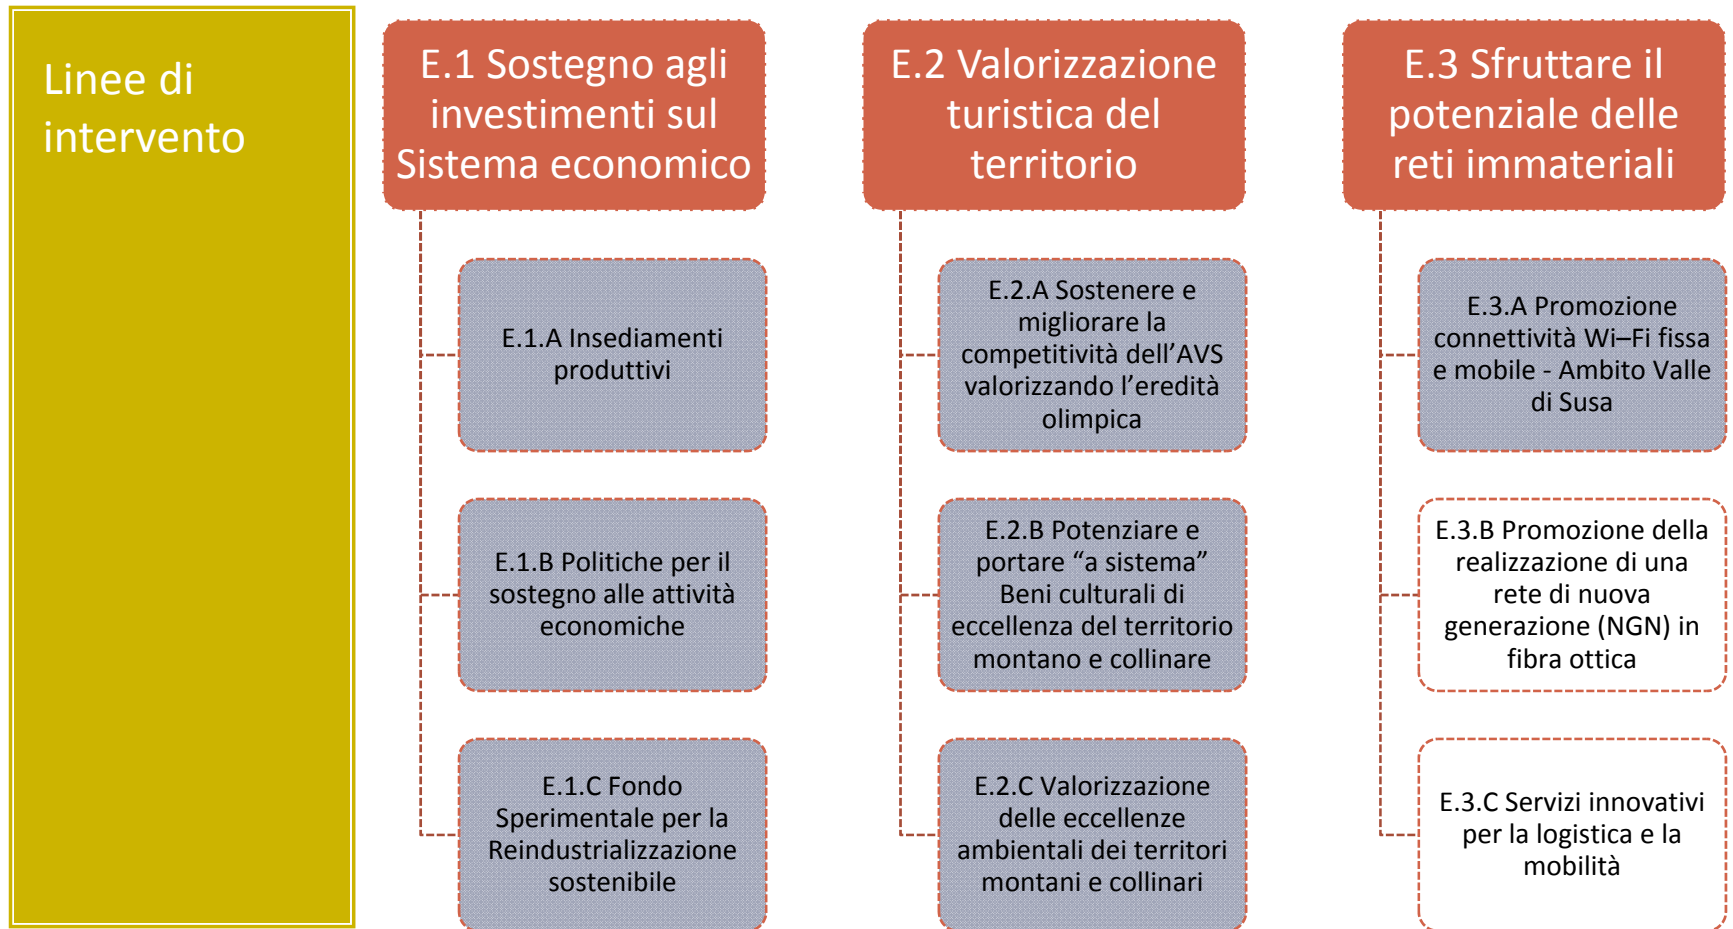 Linee di
intervento
E.1 Sostegno agli
investimenti sul
Sistema economico
E.1.A Insediamenti
produttivi
E.1.B Politiche per il
sostegno alle attività
economiche
E.1.C Fondo
Sperimentale per la
Reindustrializzazione
sostenibile
E.2 Valorizzazione
turistica del
territorio
E.2.A Sostenere e
migliorare la
competitività dell’AVS
valorizzando l’eredità
olimpica
E.2.B Potenziare e
portare “a sistema”
Beni culturali di
eccellenza del territorio
montano e collinare
E.2.C Valorizzazione
delle eccellenze
ambientali dei territori
montani e collinari
E.3 Sfruttare il
potenziale delle
reti immateriali
E.3.A Promozione
connettività Wi–Fi fissa
e mobile - Ambito Valle
di Susa
E.3.B Promozione della
realizzazione di una
rete di nuova
generazione (NGN) in
fibra ottica
E.3.C Servizi innovativi
per la logistica e la
mobilità